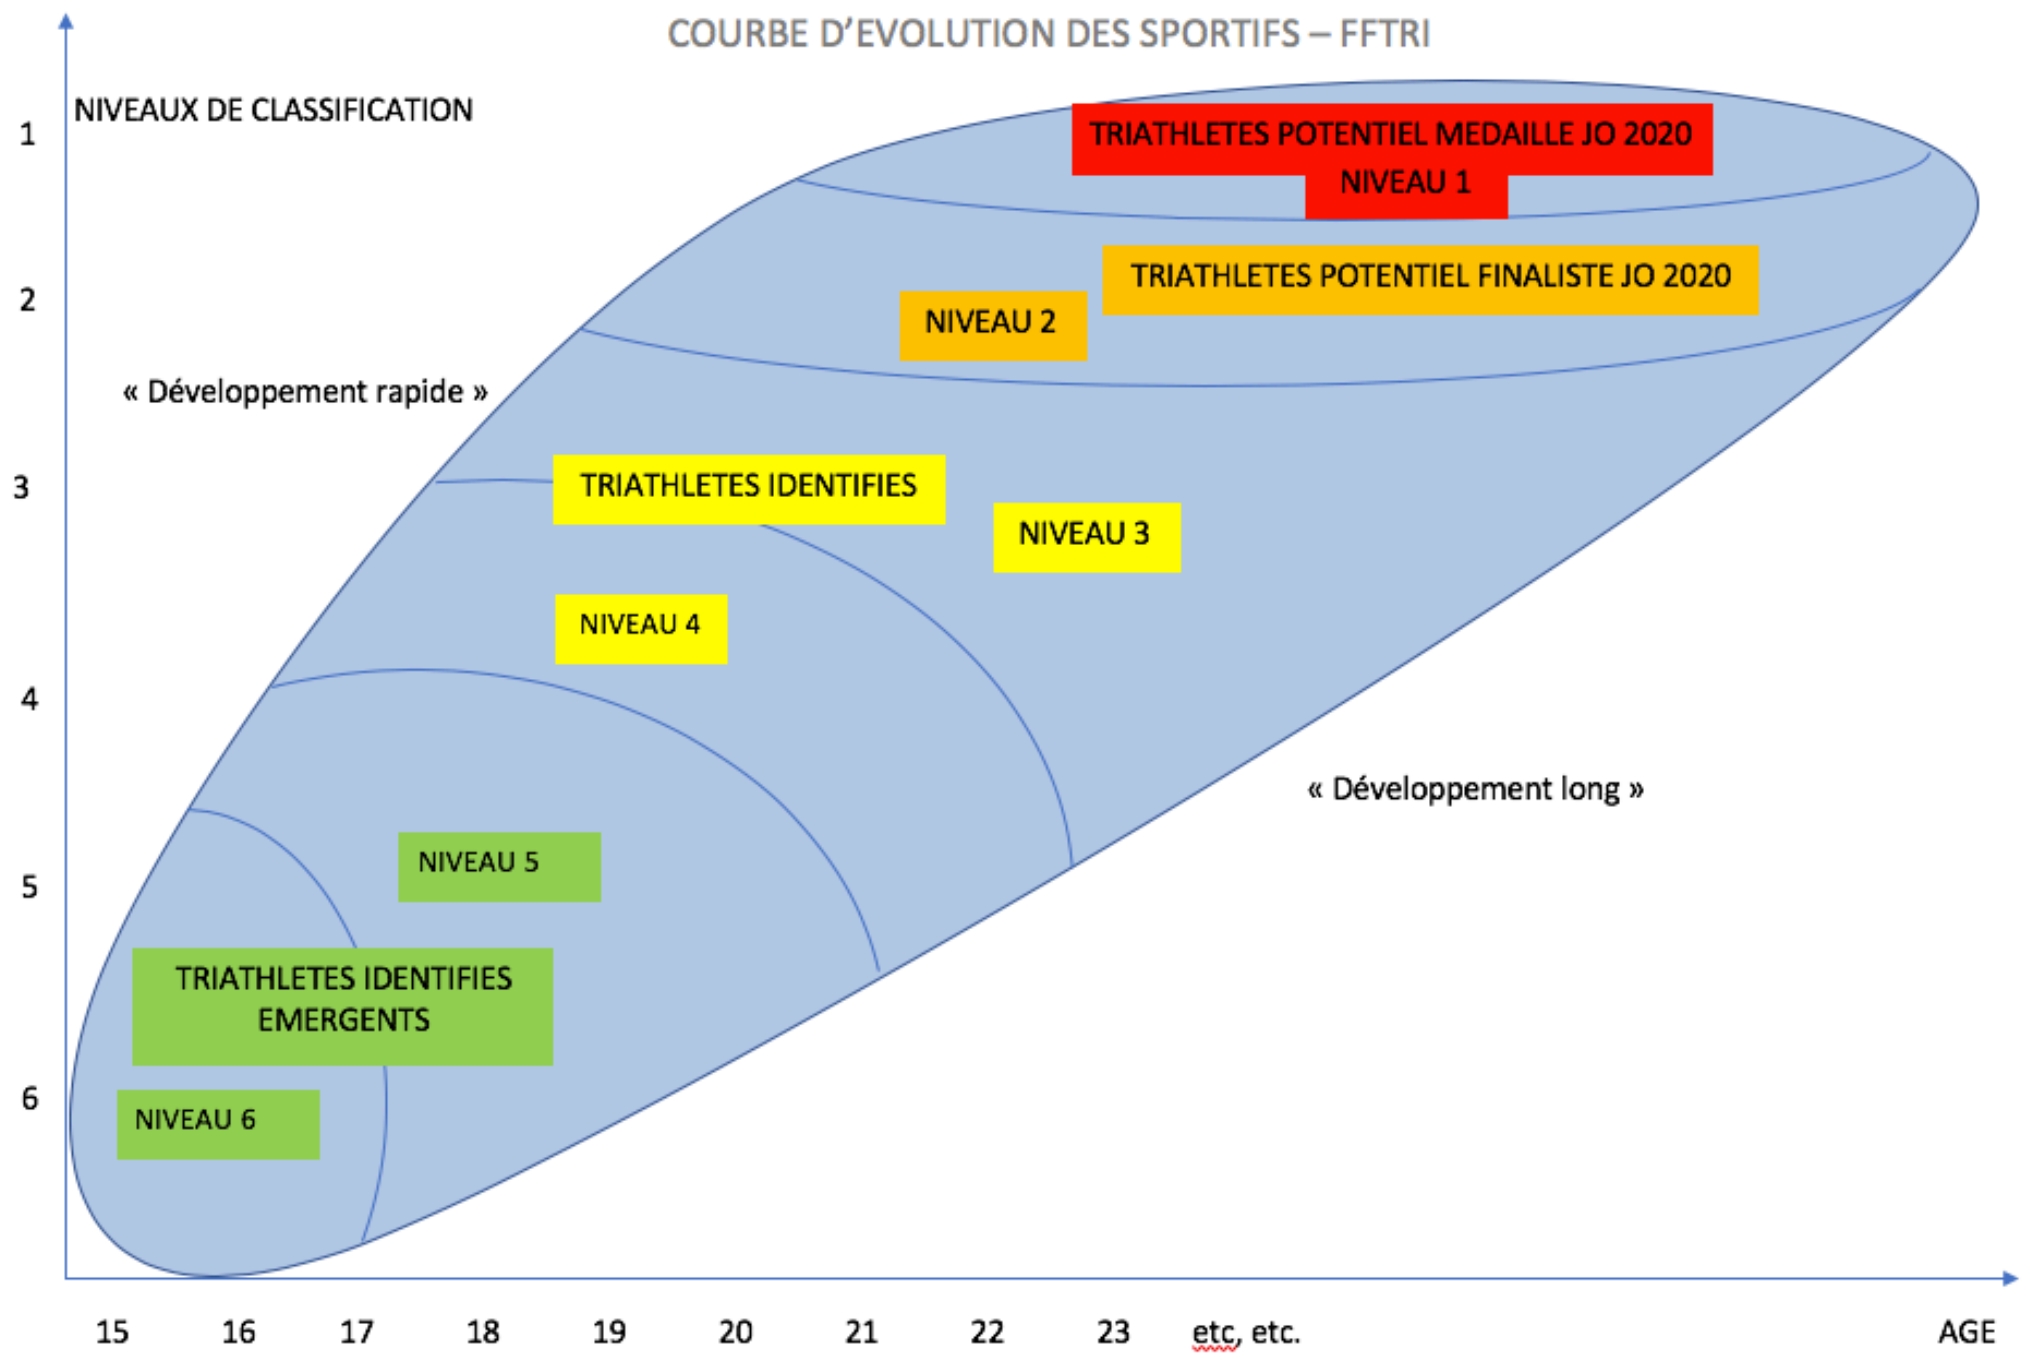 COURBE D'EVOLUTION DES SPORTIFS – FFTRI
NIVEAUX DE CLASSIFICATION
1
TRIATHLETES POTENTIEL MEDAILLE JO 2020
NIVEAU 1
TRIATHLETES POTENTIEL FINALISTE JO 2020
2
NIVEAU 2
« Développement rapide »
3
TRIATHLETES IDENTIFIES
NIVEAU 3
NIVEAU 4
4
« Développement long »
NIVEAU 5
5
TRIATHLETES IDENTIFIES
EMERGENTS
6
NIVEAU 6
15 16 17 18 19 20 21 22 23 etc, etc. AGE